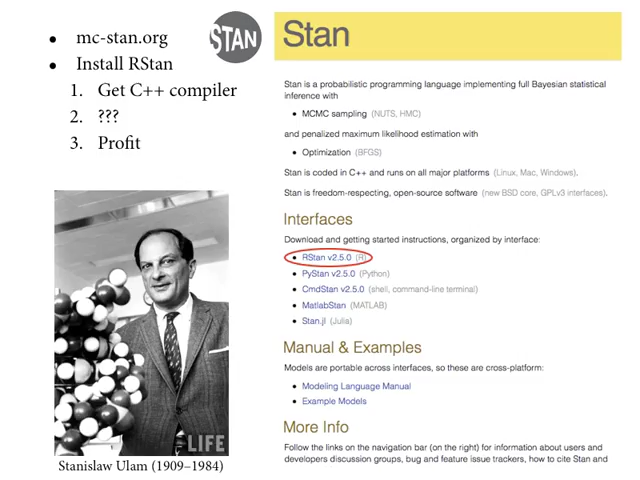 mc-stan.org
Install RStan
1. Get C++ compiler
2. ???
3. Profit
STAN
LIFE
Stanislaw Ulam (1909–1984)
Stan
Stan is a probabilistic programming language implementing full Bayesian statistical
inference with
MCMC sampling (NUTS, HMC)
and penalized maximum likelihood estimation with
Optimization (BFGS)
Stan is coded in C++ and runs on all major platforms (Linux, Mac, Windows).
Stan is freedom-respecting, open-source software (new BSD core, GPLv3 interfaces).
Interfaces
Download and getting started instructions, organized by interface:
RStan v2.5.0 (R)
PyStan v2.5.0 (Python)
CmdStan v2.5.0 (shell, command-line terminal)
MatlabStan (MATLAB)
Stan.jl (Julia)
Manual & Examples
Models are portable across interfaces, so these are cross-platform:
Modeling Language Manual
Example Models
More Info
Follow the links on the navigation bar (on the right) for information about users and
developers discussion groups, bug and feature issue trackers, how to cite Stan and